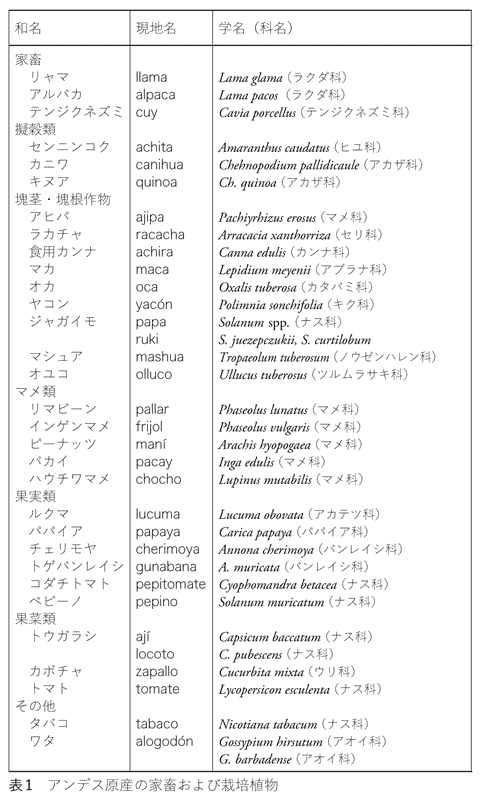 和名 現地名 学名（科名）
家畜
リャマ llama Lama glama（ラクダ科）
アルパカ alpaca Lama pacos（ラクダ科）
テンジクネズミ cuy Cavia porcellus（テンジクネズミ科）
擬穀類
センニンコク achita Amaranthus caudatus（ヒユ科）
カニワ canihua Chehnopodium pallidicaule（アカザ科）
キヌア quinoa Ch. quinoa（アカザ科）
塊茎・塊根作物
アヒパ ajipa Pachiyrhizus erosus（マメ科）
ラカチャ racacha Arracacia xanthorriza（セリ科）
食用カンナ achira Canna edulis（カンナ科）
マカ maca Lepidium meyenii（アブラナ科）
オカ oca Oxalis tuberosa（カタバミ科）
ヤコン yacón Polimnia sonchifolia（キク科）
ジャガイモ papa Solanum spp.（ナス科）
ruki S. juezepczukii, S. curtilobum
マシュア mashua Tropaeolum tuberosum（ノウゼンハレン科）
オユコ olluco Ullucus tuberosus（ツルムラサキ科）
マメ類
リマビーン pallar Phaseolus lunatus（マメ科）
インゲンマメ frijol Phaseolus vulgaris（マメ科）
ピーナッツ maní Arachis hyopogaea（マメ科）
パカイ pacay Inga edulis（マメ科）
ハウチワマメ chocho Lupinus mutabilis（マメ科）
果実類
ルクマ lucuma Lucuma obovata（アカテツ科）
パパイア papaya Carica papaya（パパイア科）
チェリモヤ cherimoya Annona cherimoya（バンレイシ科）
トゲバンレイシ gunabana A. muricata（バンレイシ科）
コダチトマト pepitomate Cyophomandra betacea（ナス科）
ペピーノ pepino Solanum muricatum（ナス科）
果菜類
トウガラシ ají Capsicum baccatum（ナス科）
locoto C. pubescens（ナス科）
カボチャ zapallo Cucurbita mixta（ウリ科）
トマト tomate Lycopersicon esculenta（ナス科）
その他
タバコ tabaco Nicotiana tabacum（ナス科）
ワタ alogodón Gossypium hirsutum（アオイ科）
G. barbadense（アオイ科）
表1 アンデス原産の家畜および栽培植物